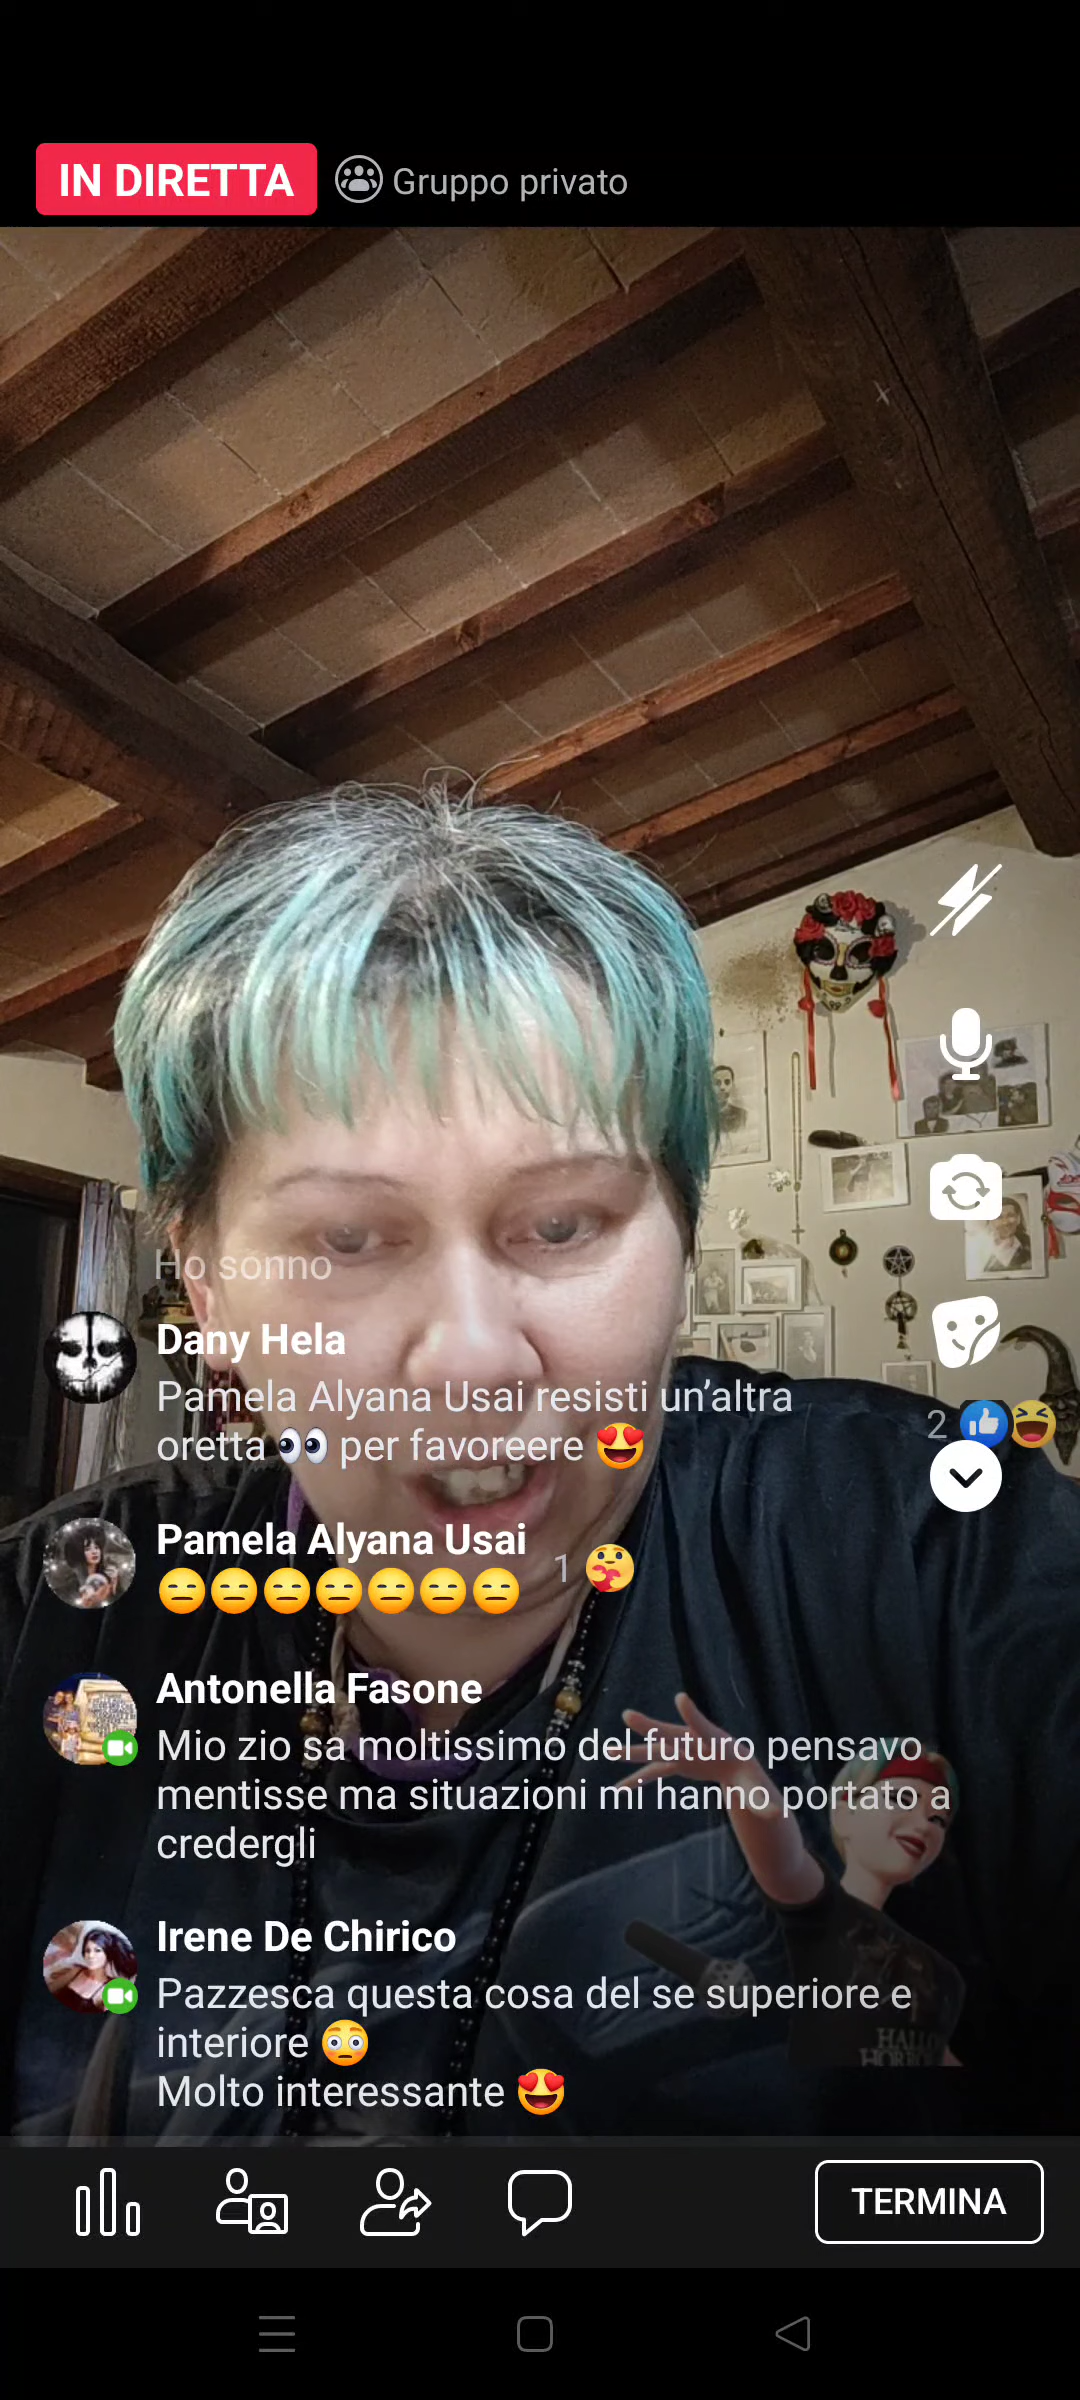 IN DIRETTA
Gruppo privato
Ho sonno
Dany Hela
Pamela Alyana Usai resisti un’altra
oretta 👀 per favoreere 😍
2
Pamela Alyana Usai
😑😑😑😑😑😑😑
1
Antonella Fasone
Mio zio sa moltissimo del futuro pensavo
mentisse ma situazioni mi hanno portato a
credergli
Irene De Chirico
Pazzesca questa cosa del se superiore e
interiore 😳
Molto interessante 😍
TERMINA